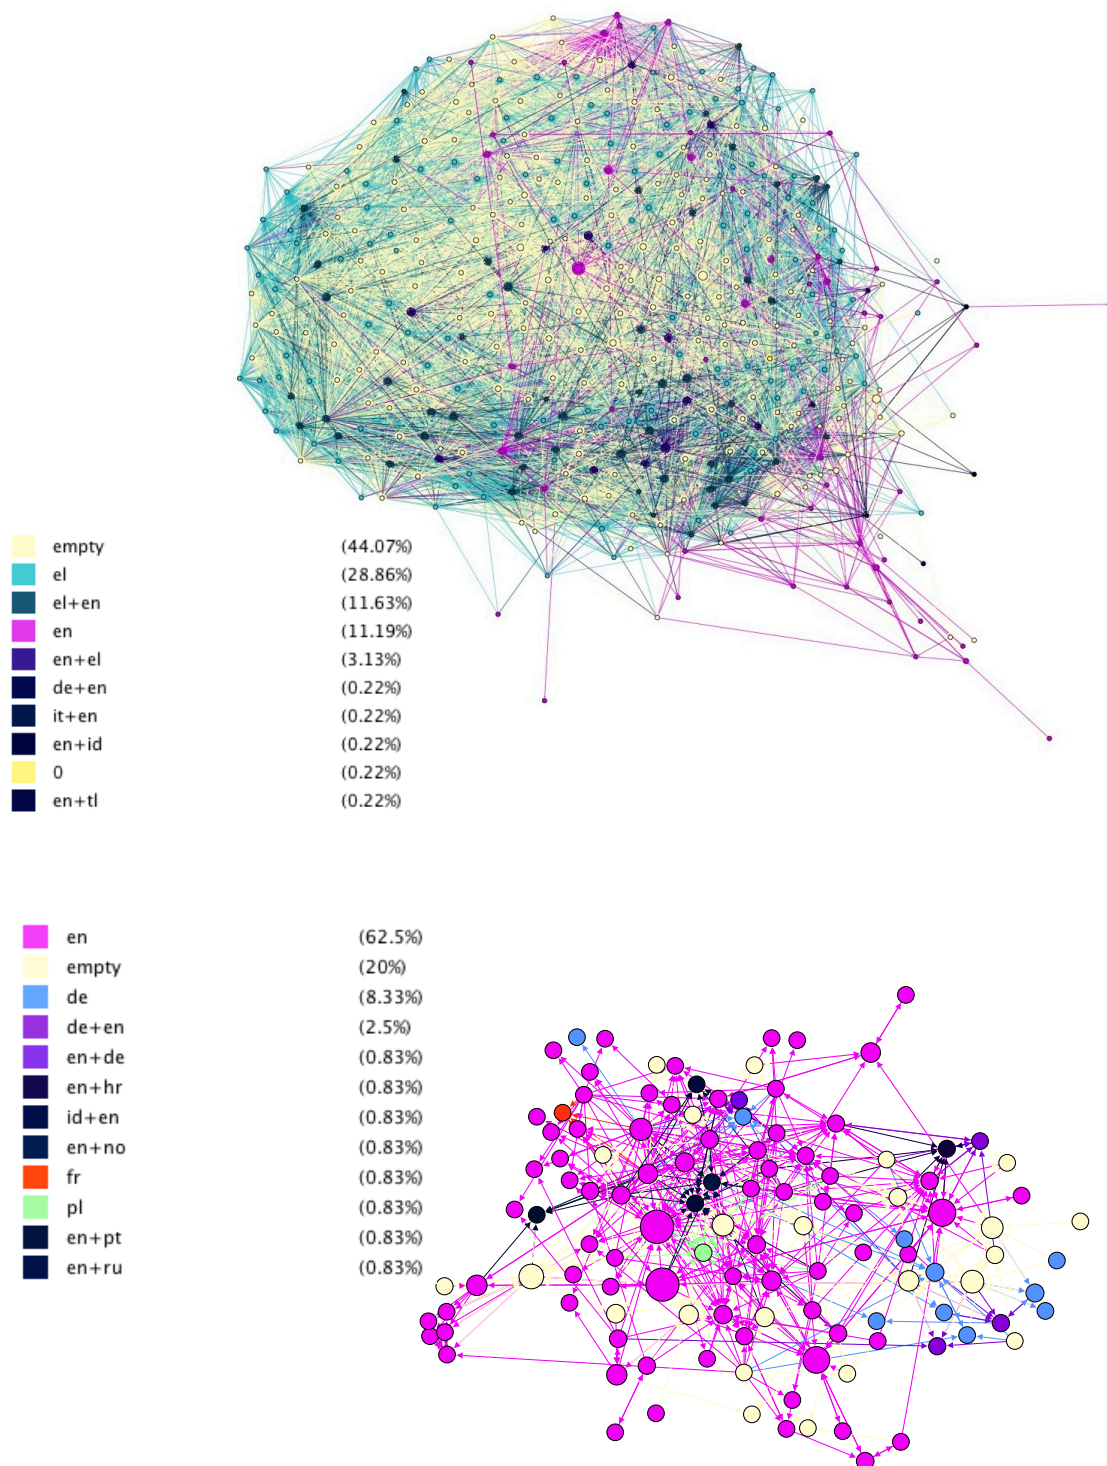 empty (44.07%)
el (28.86%)
el+en (11.63%)
en (11.19%)
en+el (3.13%)
de+en (0.22%)
it+en (0.22%)
en+id (0.22%)
0 (0.22%)
en+tl (0.22%)
en (62.5%)
empty (20%)
de (8.33%)
de+en (2.5%)
en+de (0.83%)
en+hr (0.83%)
id+en (0.83%)
en+no (0.83%)
fr (0.83%)
pl (0.83%)
en+pt (0.83%)
en+ru (0.83%)